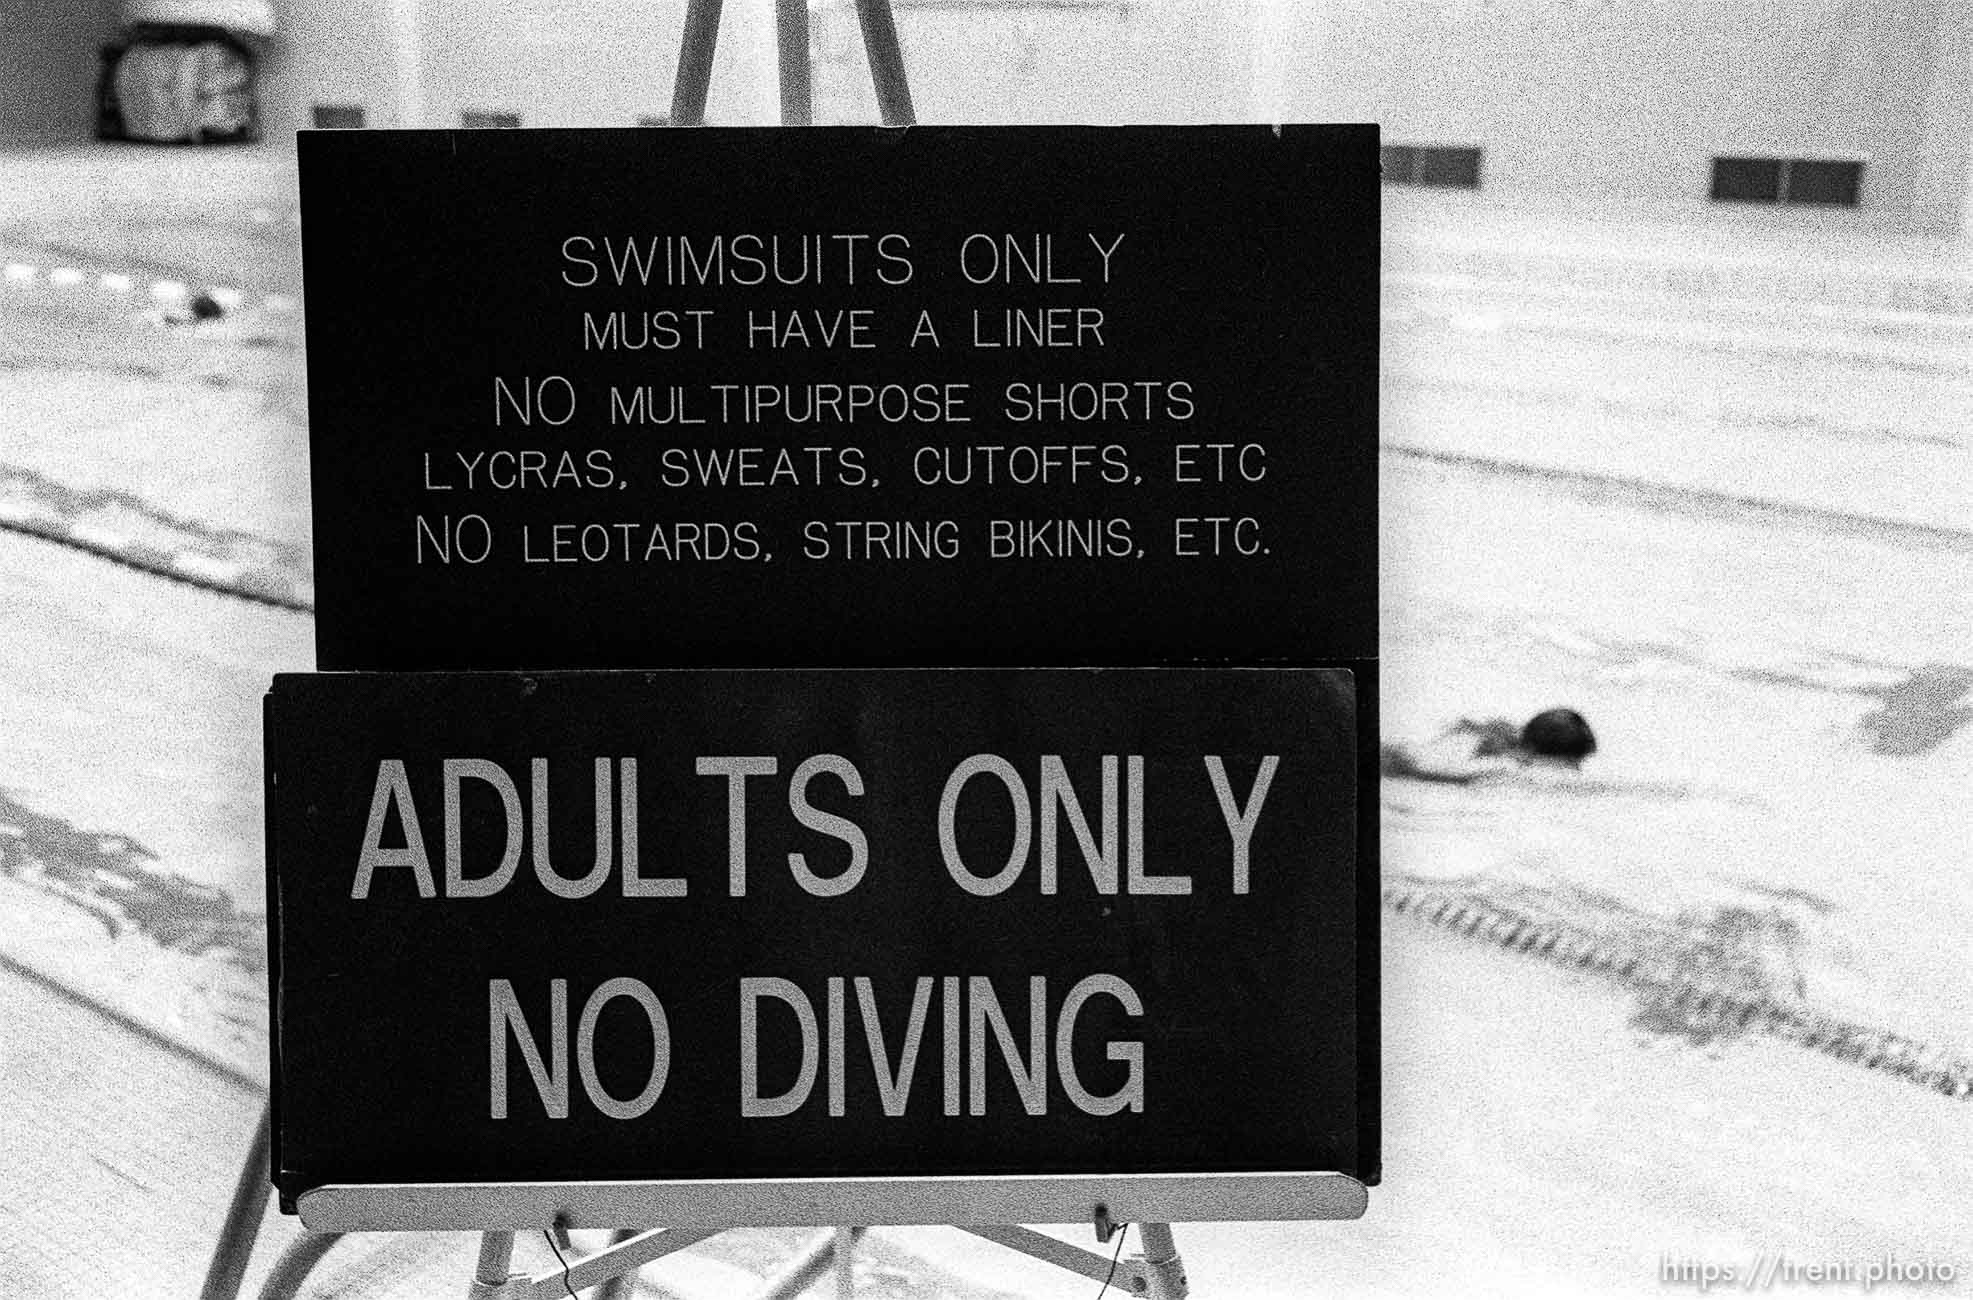 SWIMSUITS ONLY
MUST HAVE A LINER
NO MULTIPURPOSE SHORTS
LYCRAS, SWEATS, CUTOFFS, ETC
NO LEOTARDS, STRING BIKINIS, ETC.
ADULTS ONLY
NO DIVING
https://trent.photo